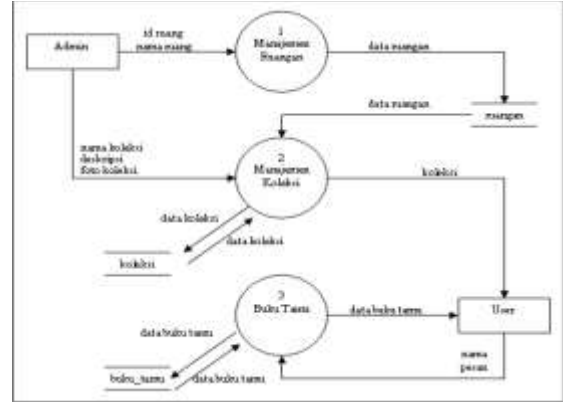 Admin
id ruang
nama ruang
1
Manajemen
Ruangan
data ruangan
data ruangan
ruangan
nama koleksi
deskripsi
foto koleksi
2
Manajemen
Koleksi
koleksi
data koleksi
data koleksi
koleksi
3
Buku Tamu
data buku tamu
User
data buku tamu
nama
pesan
buku_tamu
data buku tamu